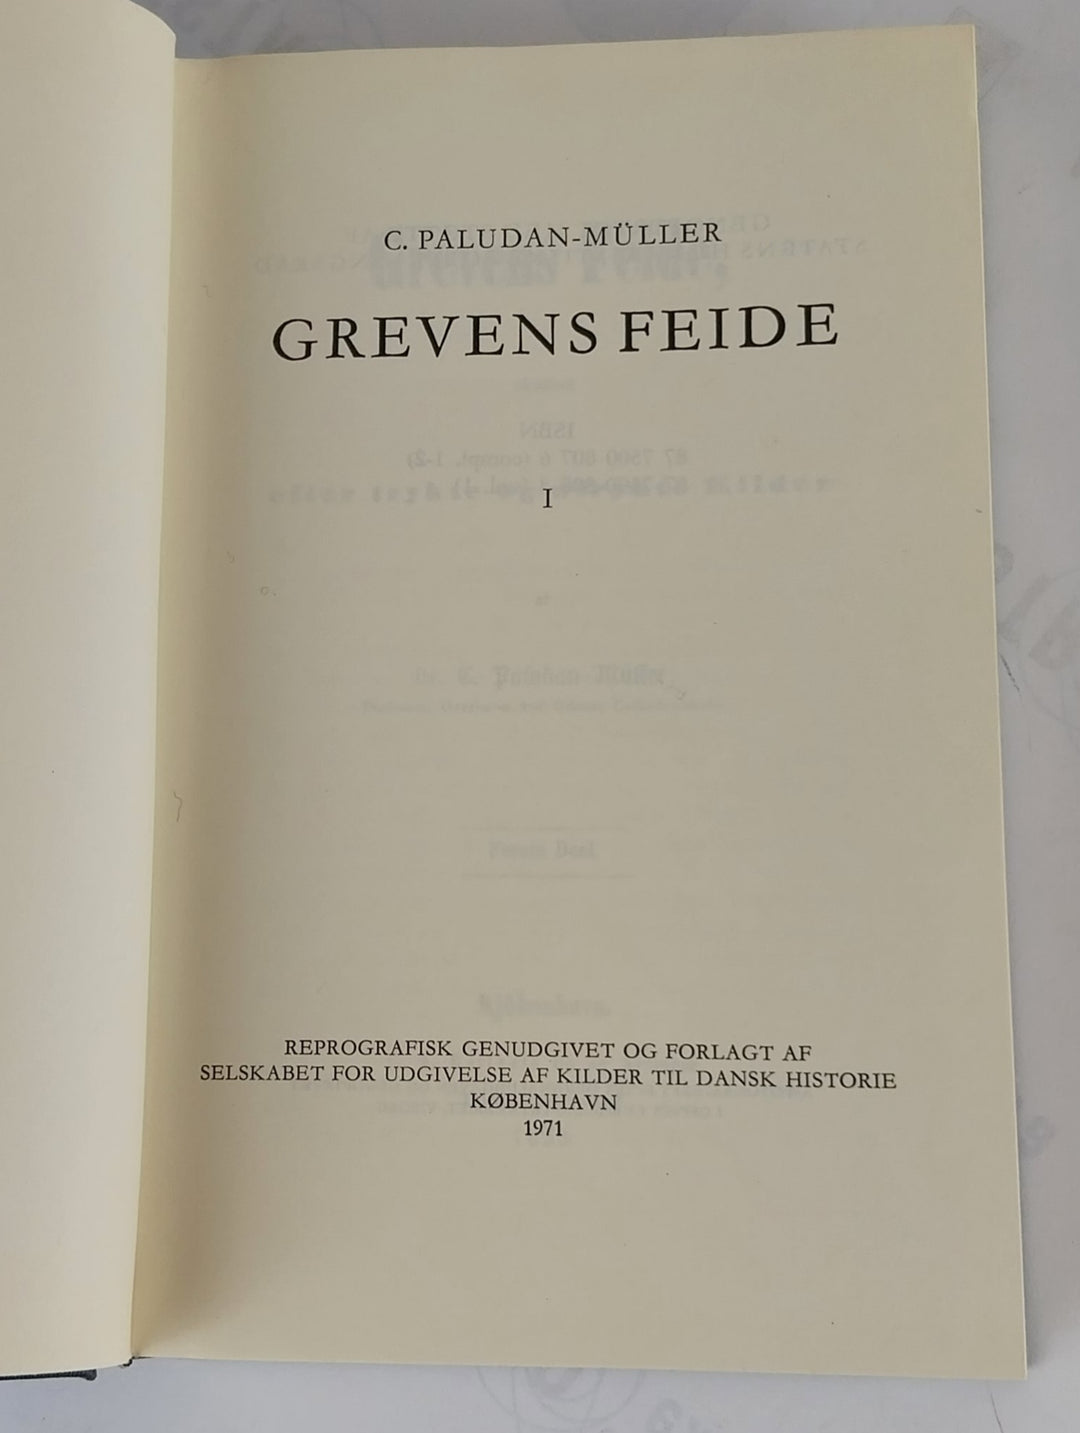 C. PALUDAN-MÜLLER
GREVENS FEIDE
I
REPROGRAFISK GENUDGIVET OG FORLAGT AF
SELSKABET FOR UDGIVELSE AF KILDER TIL DANSK HISTORIE
KØBENHAVN
1971